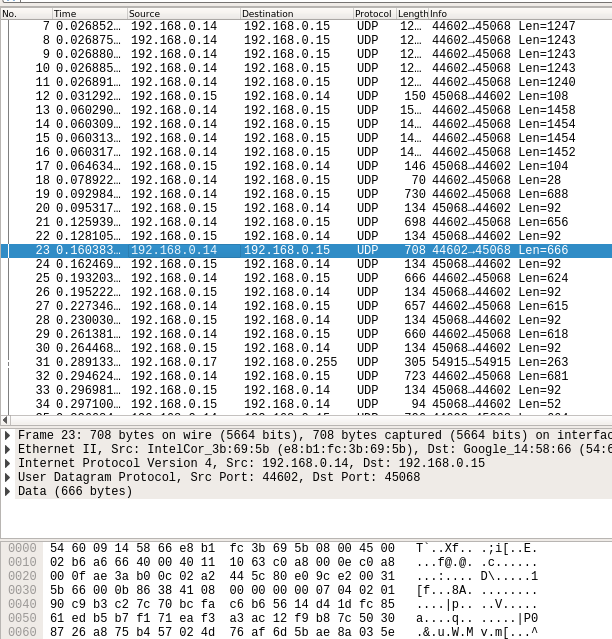 No. Time Source Destination Protocol Length Info
7 0.026852… 192.168.0.14 192.168.0.15 UDP 12… 44602→45068 Len=1247
8 0.026875… 192.168.0.14 192.168.0.15 UDP 12… 44602→45068 Len=1243
9 0.026880… 192.168.0.14 192.168.0.15 UDP 12… 44602→45068 Len=1243
10 0.026885… 192.168.0.14 192.168.0.15 UDP 12… 44602→45068 Len=1243
11 0.026891… 192.168.0.14 192.168.0.15 UDP 12… 44602→45068 Len=1240
12 0.031292… 192.168.0.15 192.168.0.14 UDP 150 45068→44602 Len=108
13 0.060290… 192.168.0.14 192.168.0.15 UDP 15… 44602→45068 Len=1458
14 0.060309… 192.168.0.14 192.168.0.15 UDP 14… 44602→45068 Len=1454
15 0.060313… 192.168.0.14 192.168.0.15 UDP 14… 44602→45068 Len=1454
16 0.060317… 192.168.0.14 192.168.0.15 UDP 14… 44602→45068 Len=1452
17 0.064634… 192.168.0.15 192.168.0.14 UDP 146 45068→44602 Len=104
18 0.078922… 192.168.0.14 192.168.0.15 UDP 70 44602→45068 Len=28
19 0.092984… 192.168.0.14 192.168.0.15 UDP 730 44602→45068 Len=688
20 0.095317… 192.168.0.15 192.168.0.14 UDP 134 45068→44602 Len=92
21 0.125939… 192.168.0.14 192.168.0.15 UDP 698 44602→45068 Len=656
22 0.128105… 192.168.0.15 192.168.0.14 UDP 134 45068→44602 Len=92
23 0.160383… 192.168.0.14 192.168.0.15 UDP 708 44602→45068 Len=666
24 0.162469… 192.168.0.15 192.168.0.14 UDP 134 45068→44602 Len=92
25 0.193203… 192.168.0.14 192.168.0.15 UDP 666 44602→45068 Len=624
26 0.195222… 192.168.0.15 192.168.0.14 UDP 134 45068→44602 Len=92
27 0.227346… 192.168.0.14 192.168.0.15 UDP 657 44602→45068 Len=615
28 0.230030… 192.168.0.15 192.168.0.14 UDP 134 45068→44602 Len=92
29 0.261381… 192.168.0.14 192.168.0.15 UDP 660 44602→45068 Len=618
30 0.264468… 192.168.0.15 192.168.0.14 UDP 134 45068→44602 Len=92
31 0.289133… 192.168.0.17 192.168.0.255 UDP 305 54915→54915 Len=263
32 0.294624… 192.168.0.14 192.168.0.15 UDP 723 44602→45068 Len=681
33 0.296981… 192.168.0.15 192.168.0.14 UDP 134 45068→44602 Len=92
34 0.297100… 192.168.0.15 192.168.0.14 UDP 94 45068→44602 Len=52
Frame 23: 708 bytes on wire (5664 bits), 708 bytes captured (5664 bits) on interfac
Ethernet II, Src: IntelCor_3b:69:5b (e8:b1:fc:3b:69:5b), Dst: Google_14:58:66 (54:6
Internet Protocol Version 4, Src: 192.168.0.14, Dst: 192.168.0.15
User Datagram Protocol, Src Port: 44602, Dst Port: 45068
Data (666 bytes)
0000 54 60 09 14 58 66 e8 b1 fc 3b 69 5b 08 00 45 00 T`..Xf.. .;i[..E.
0010 02 b6 a6 66 40 00 40 11 10 63 c0 a8 00 0e c0 a8 ...f@.@. .c......
0020 00 0f ae 3a b0 0c 02 a2 44 5c 80 e0 9c e2 00 31 ...:.... D\.....1
0030 5b 66 00 0b 86 38 41 08 00 00 00 00 07 04 02 01 [f...8A. ........
0040 90 c9 b3 c2 7c 70 bc fa c6 b6 56 14 d4 1d fc 85 ....|p.. ..V.....
0050 61 ed b5 b7 f1 71 ea f3 a3 ac 12 f9 b8 7c 50 30 a....q.. .....|P0
0060 87 26 a8 75 b4 57 02 4d 76 af 6d 5b ae 8a 03 5e .&.u.W.M v.m[...^